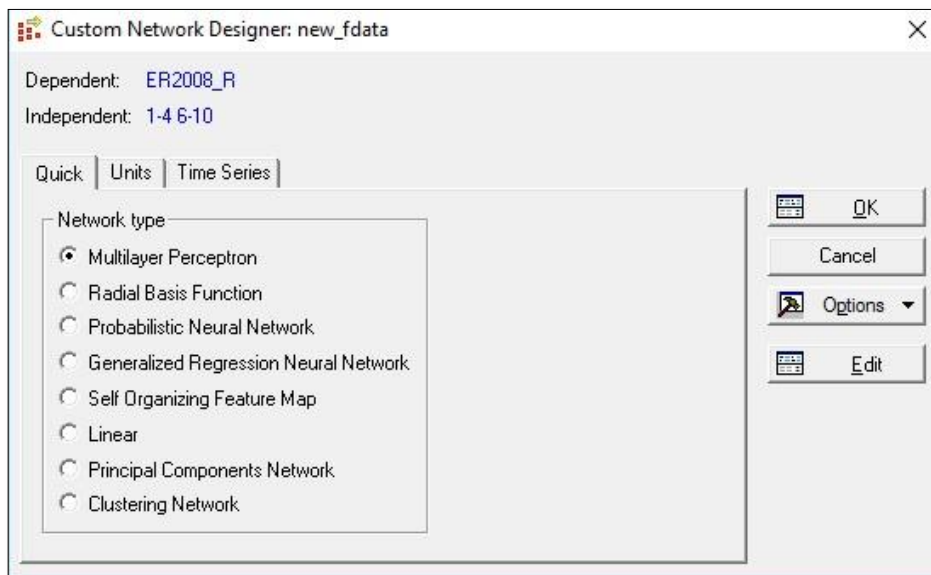 Custom Network Designer: new_fdata
Dependent: ER2008_R
Independent: 1-4 6-10
Quick Units Time Series
Network type
Multilayer Perceptron
Radial Basis Function
Probabilistic Neural Network
Generalized Regression Neural Network
Self Organizing Feature Map
Linear
Principal Components Network
Clustering Network
OK
Cancel
Options
Edit